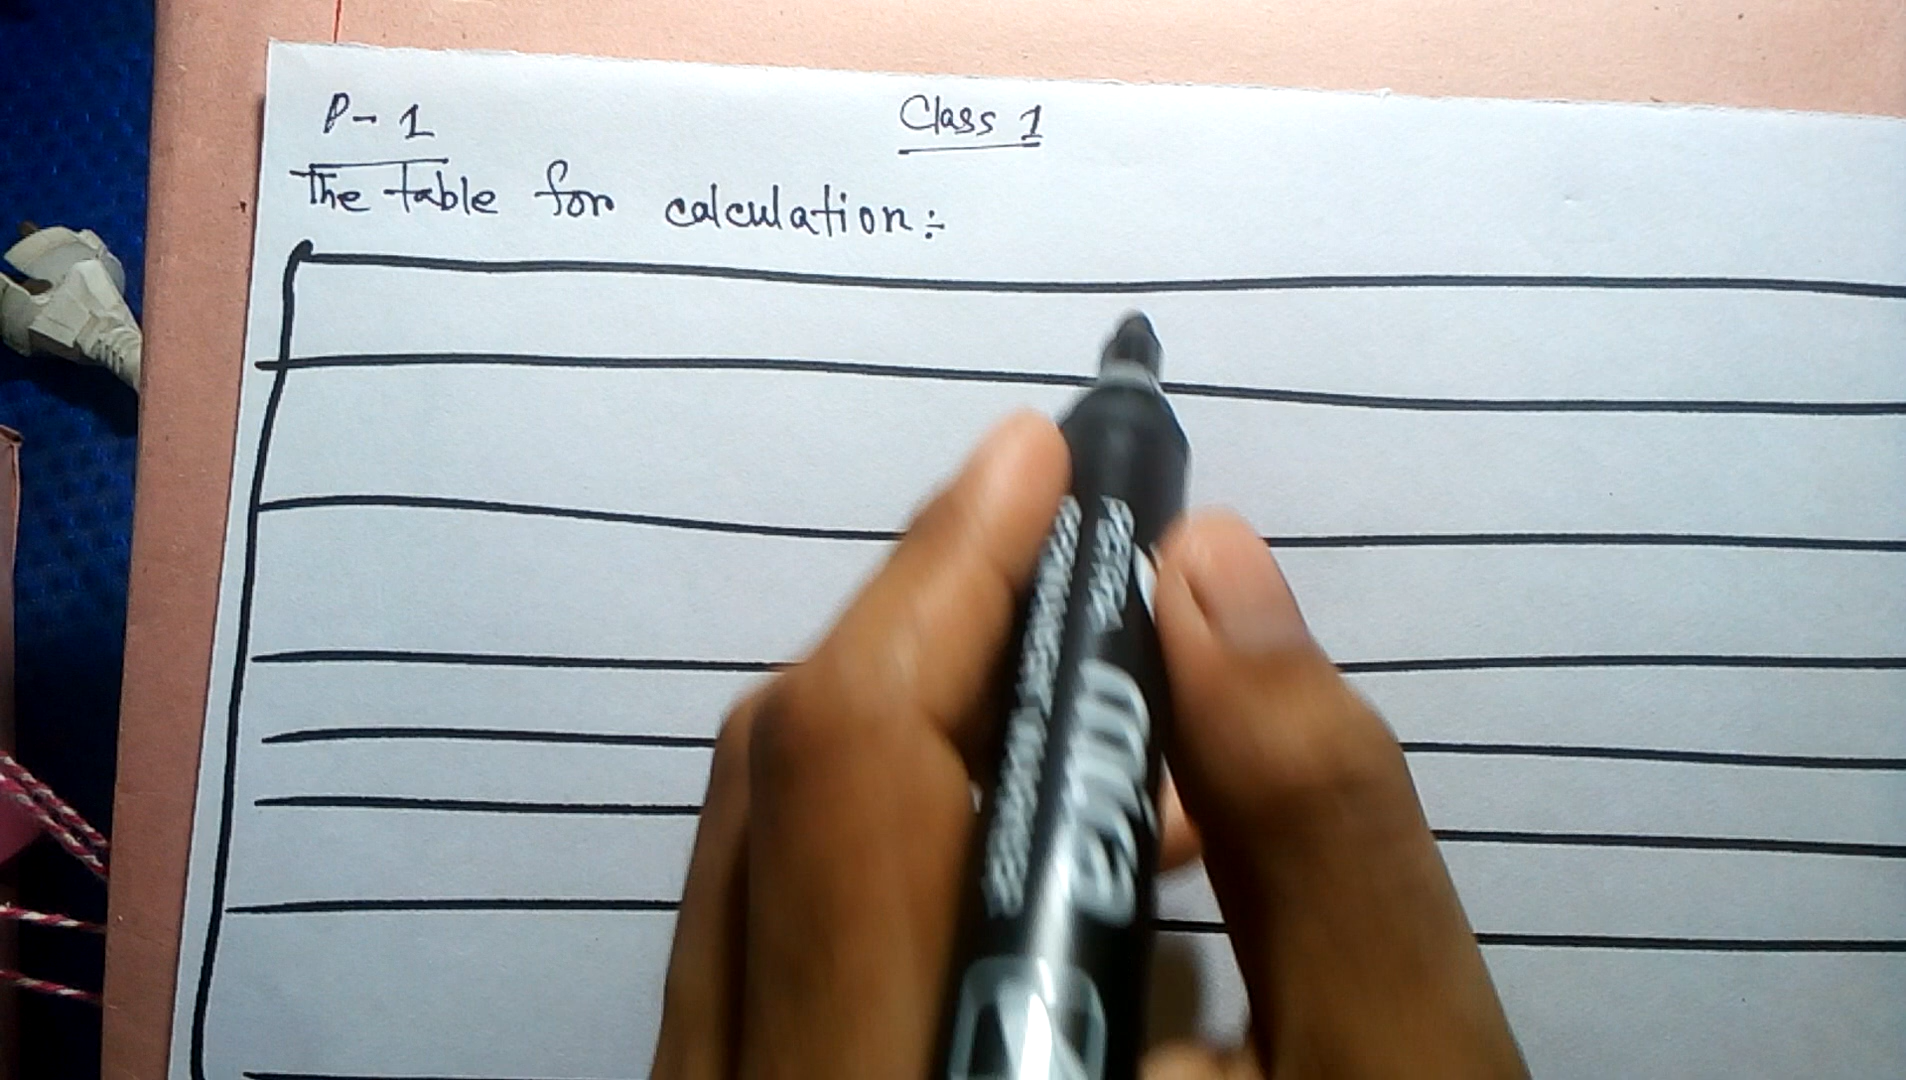 P-1
Class 1
The table for calculation:-